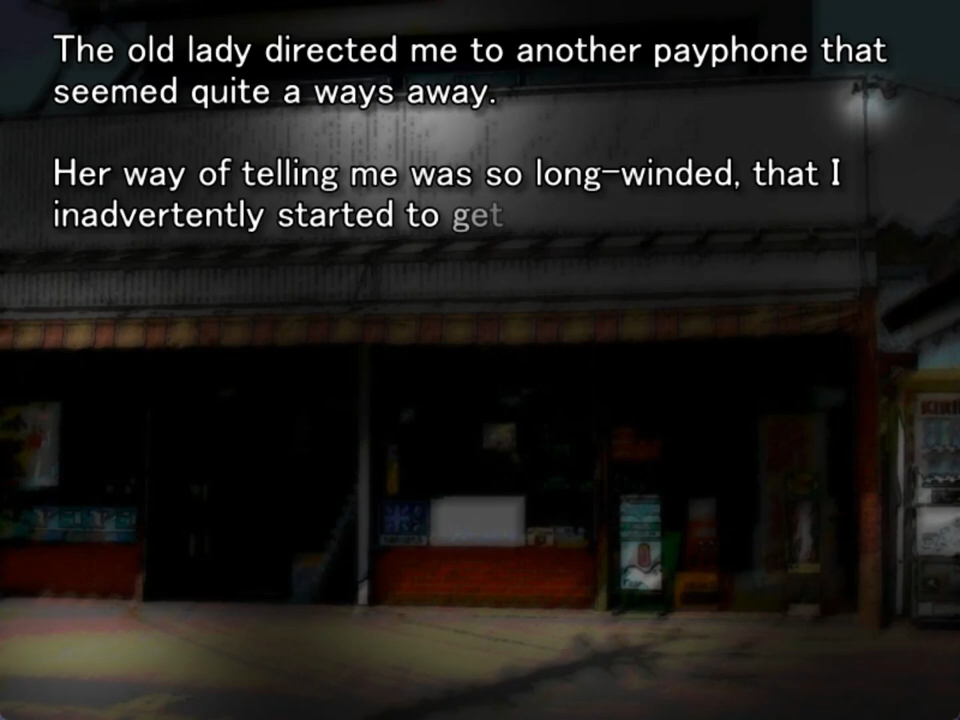 The old lady directed me to another payphone that
seemed quite a ways away.
Her way of telling me was so long-winded, that I
inadvertently started to get